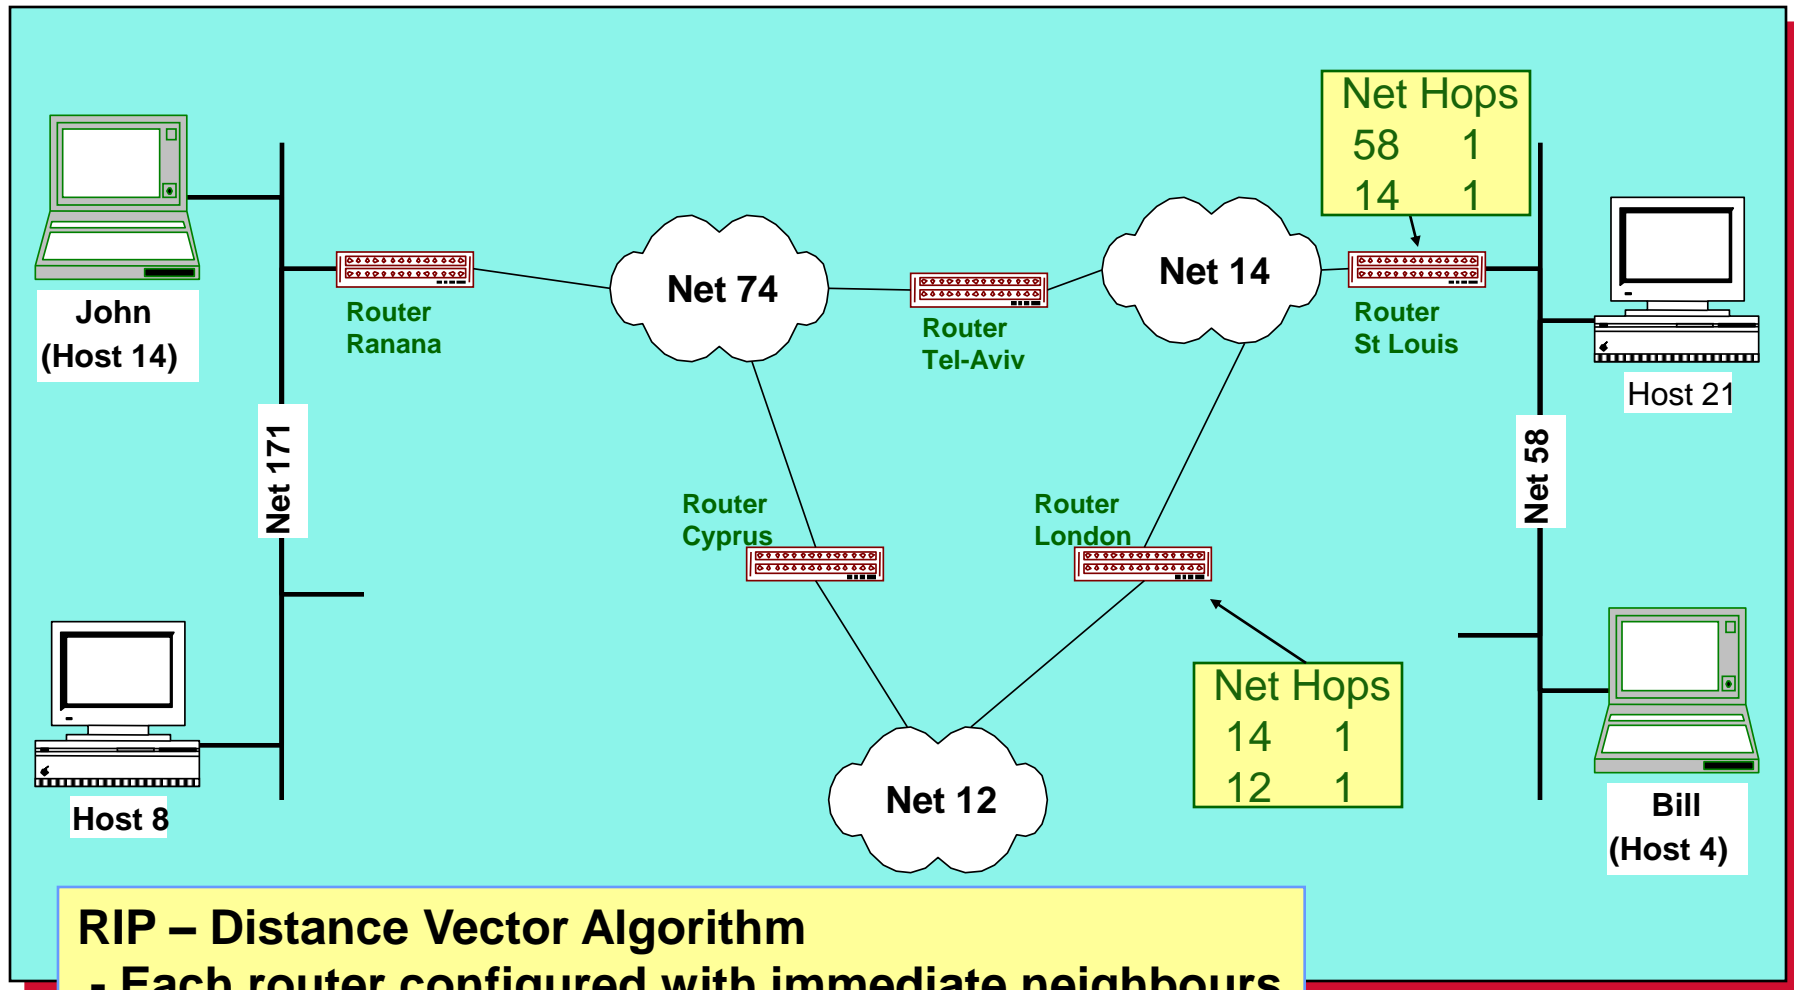 Net Hops
58 1
14 1
John
(Host 14)
Router
Ranana
Net 74
Router
Tel-Aviv
Net 14
Router
St Louis
Host 21
Net 171
Net 58
Router
Cyprus
Router
London
Net Hops
14 1
12 1
Host 8
Net 12
Bill
(Host 4)
RIP – Distance Vector Algorithm
- Each router configured with immediate neighbours